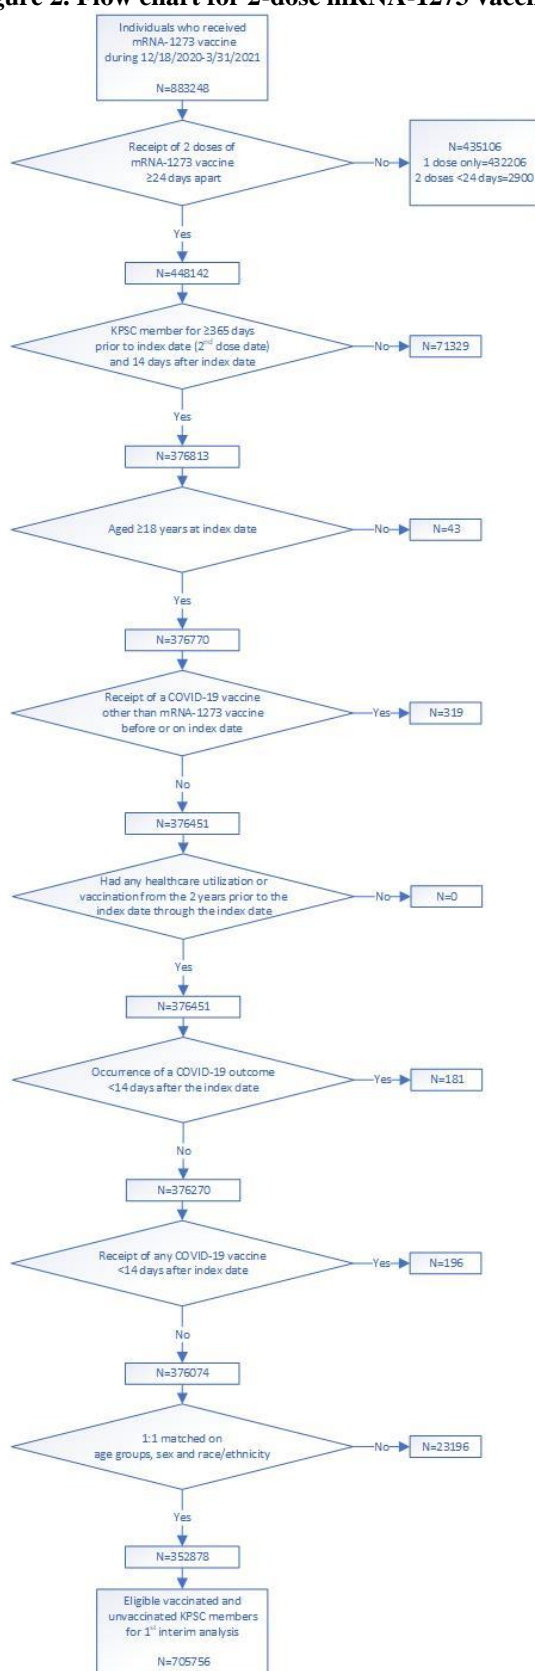 gure 2. Flow chart for 2-dose mRNA-1273 vacci
Individuals who received
mRNA-1273 vaccine
during 12/18/2020-3/31/2021
N=883248
Receipt of 2 doses of
mRNA-1273 vaccine
≥24 days apart
No
N=435106
1 dose only=432206
2 doses <24 days=2900
Yes
N=448142
KPSC member for ≥365 days
prior to index date (2nd dose date)
and 14 days after index date
No
N=71329
Yes
N=376813
Aged ≥18 years at index date
No
N=43
Yes
N=376770
Receipt of a COVID-19 vaccine
other than mRNA-1273 vaccine
before or on index date
Yes
N=319
No
N=376451
Had any healthcare utilization or
vaccination from the 2 years prior to the
index date through the index date
No
N=0
Yes
N=376451
Occurrence of a COVID-19 outcome
<14 days after the index date
Yes
N=181
No
N=376270
Receipt of any COVID-19 vaccine
<14 days after index date
Yes
N=196
No
N=376074
1:1 matched on
age groups, sex and race/ethnicity
No
N=23196
Yes
N=352878
Eligible vaccinated and
unvaccinated KPSC members
for 1st interim analysis
N=705756